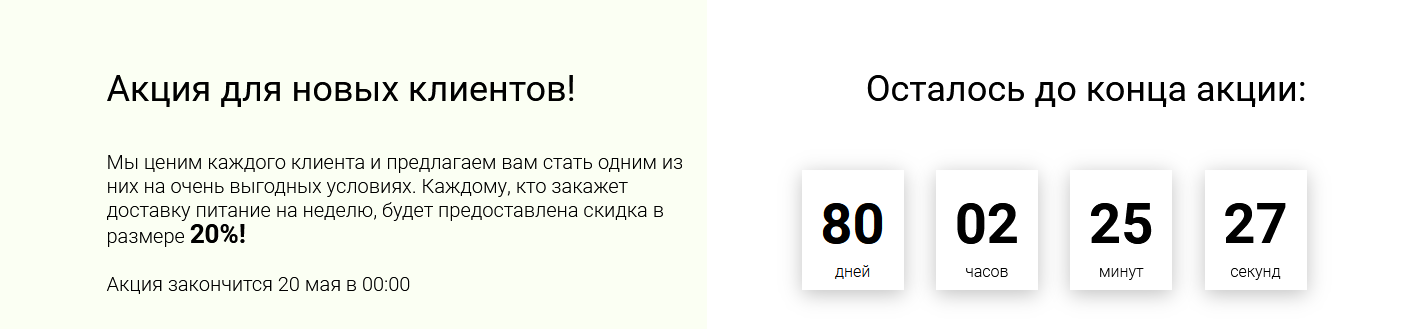 Акция для новых клиентов!
Мы ценим каждого клиента и предлагаем вам стать одним из
них на очень выгодных условиях. Каждому, кто закажет
доставку питание на неделю, будет предоставлена скидка в
размере 20%!
Акция закончится 20 мая в 00:00
Осталось до конца акции:
80 02 25 27
дней часов минут секунд